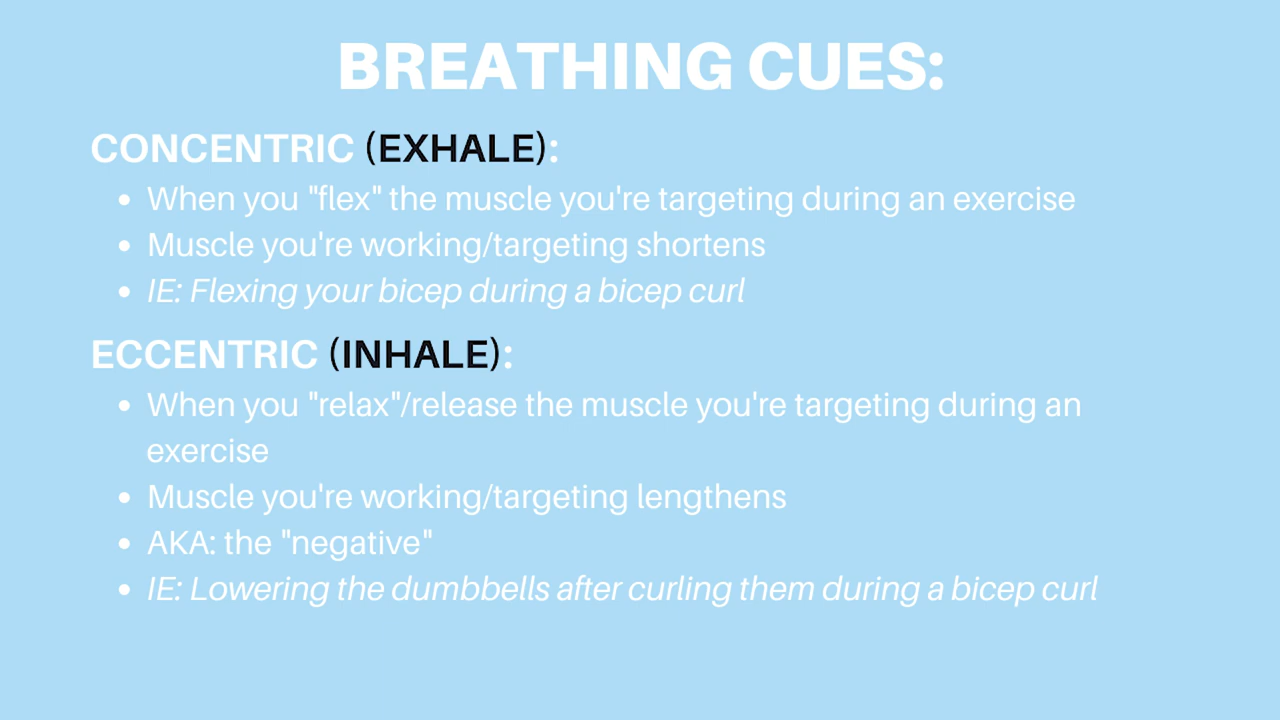 BREATHING CUES:
CONCENTRIC (EXHALE):
• When you "flex" the muscle you're targeting during an exercise
• Muscle you're working/targeting shortens
• IE: Flexing your bicep during a bicep curl
ECCENTRIC (INHALE):
• When you "relax"/release the muscle you're targeting during an
exercise
• Muscle you're working/targeting lengthens
• AKA: the "negative"
• IE: Lowering the dumbbells after curling them during a bicep curl